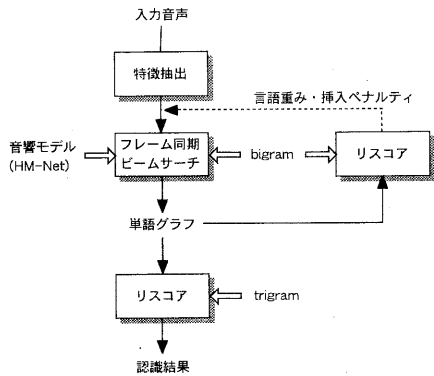 入力音声
特徴抽出
言語重み・挿入ペナルティ
音響モデル
(HM-Net)
フレーム同期
ビームサーチ
bigram
リスコア
単語グラフ
リスコア
trigram
認識結果